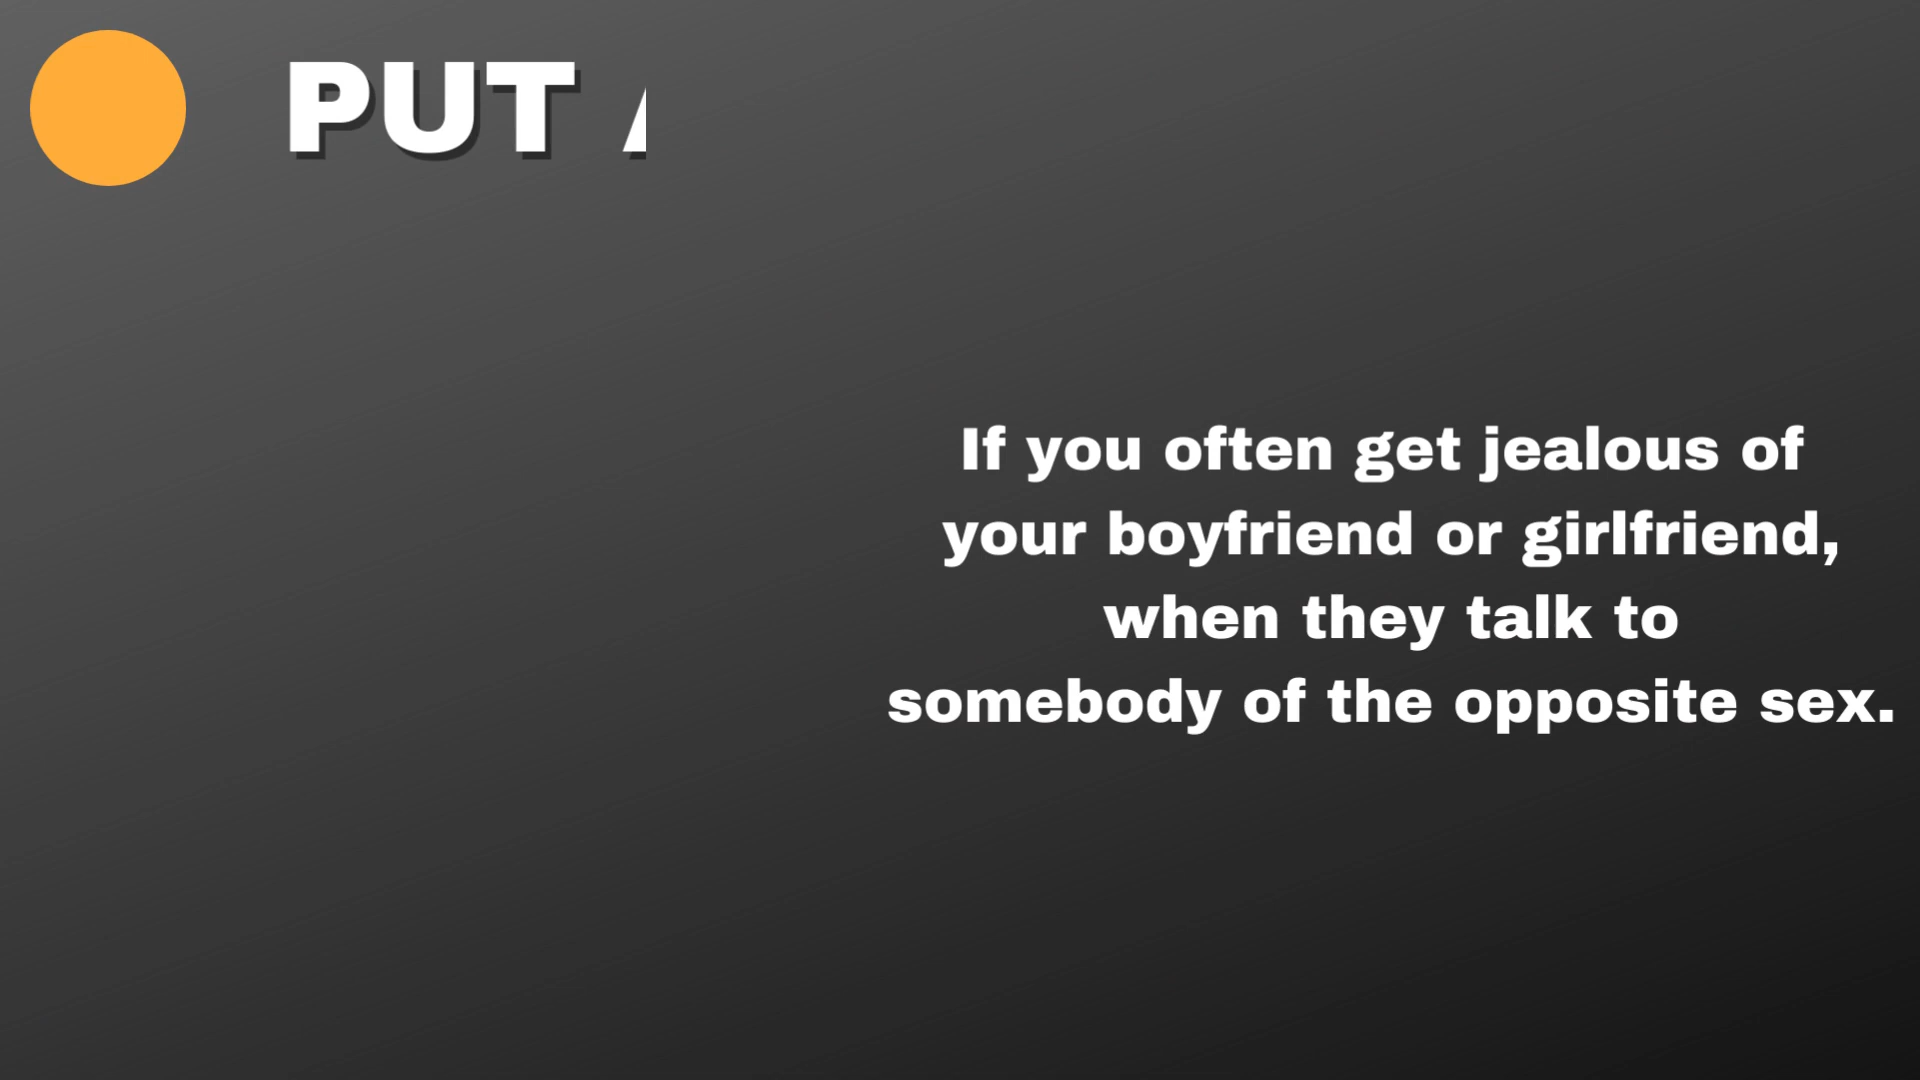 PUT
If you often get jealous of
your boyfriend or girlfriend,
when they talk to
somebody of the opposite sex.